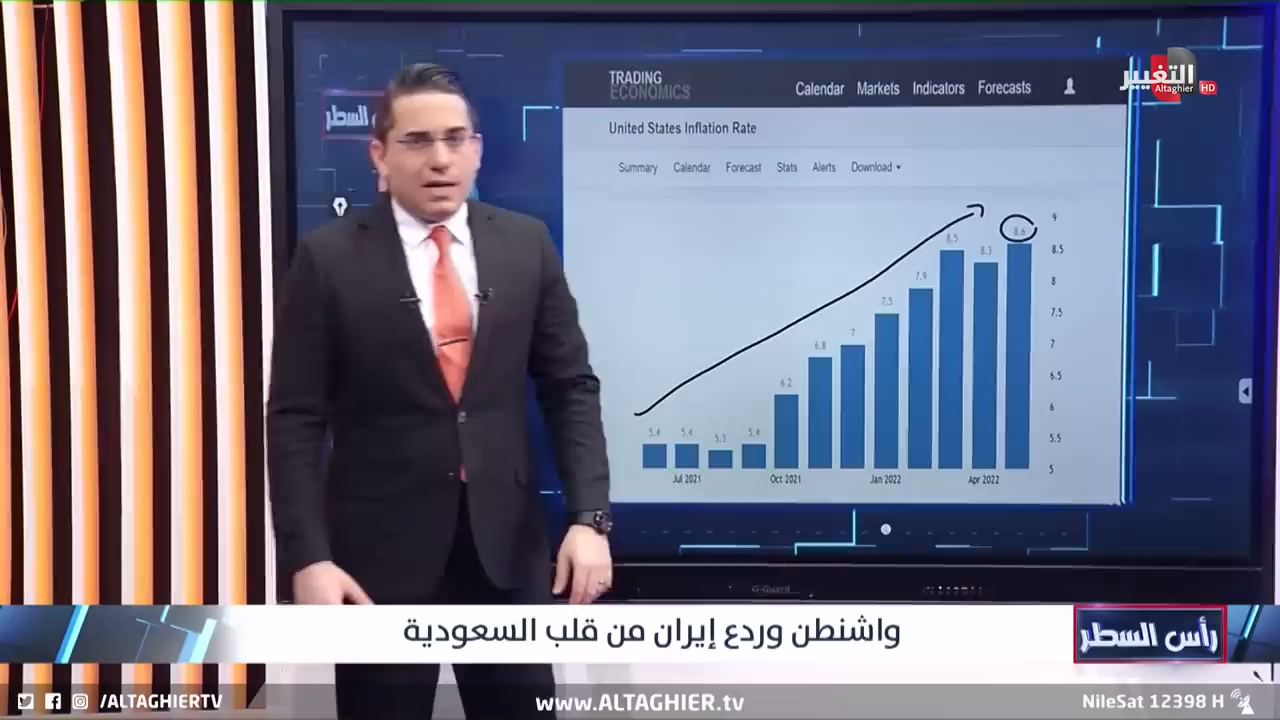 التغيير
Altaghier HD
السطر
TRADING
ECONOMICS
Calendar Markets Indicators Forecasts
United States Inflation Rate
Summary Calendar Forecast Stats Alerts Download
5.4 5.4 5.3 5.4 6.2 6.8 7 7.5 7.9 8.5 8.3 8.6
9
8.5
8
7.5
7
6.5
6
5.5
5
Jul 2021 Oct 2021 Jan 2022 Apr 2022
G-Guard
واشنطن وردع إيران من قلب السعودية
رأس السطر
/ALTAGHIERTV
www.ALTAGHIER.tv
NileSat 12398 H